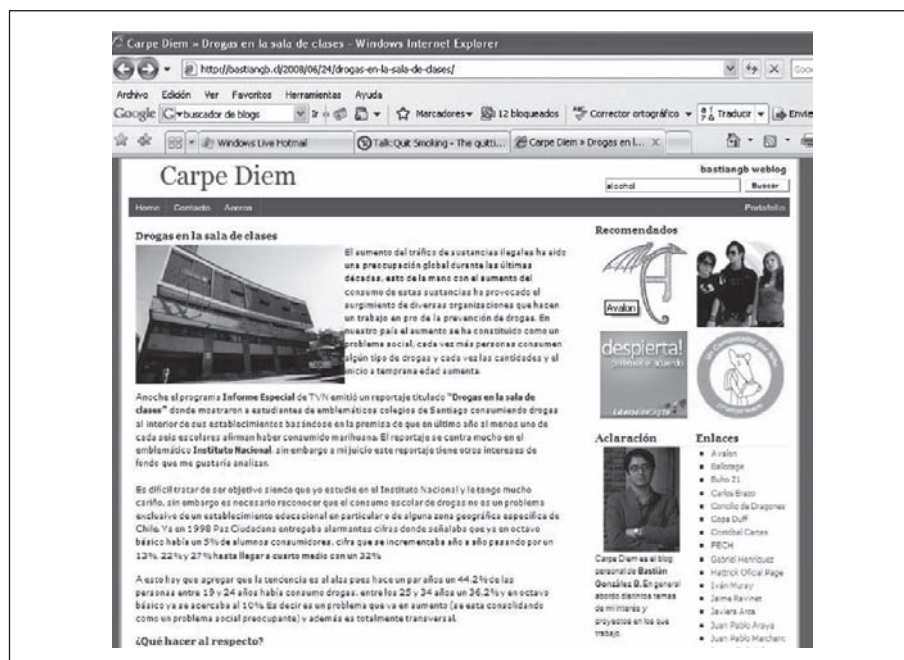 Carpe Diem » Drogas en la sala de clases - Windows Internet Explorer
http://bastiangb.cl/2008/06/24/drogas-en-la-sala-de-clases/
Archivo Edición Ver Favoritos Herramientas Ayuda
Google buscador de blogs Ir Marcadores 12 bloqueados Corrector ortográfico Traducir
Windows Live Hotmail Talk:Quit Smoking - The quitti... Carpe Diem » Drogas en l...
Carpe Diem
bastiangb weblog
alcohol Buscar
Home Contacto Acerca Portafolio
Drogas en la sala de clases
El aumento del tráfico de sustancias ilegales ha sido
una preocupación global durante las últimas
décadas, esto de la mano con el aumento del
consumo de estas sustancias ha provocado el
surgimiento de diversas organizaciones que hacen
un trabajo en pro de la prevención de drogas. En
nuestro país el aumento se ha constituido como un
problema social, cada vez más personas consumen
algún tipo de drogas y cada vez las cantidades y el
inicio a temprana edad aumenta.
Anoche el programa Informe Especial de TVN emitió un reportaje titulado "Drogas en la sala de
clases" donde mostraron a estudiantes de emblemáticos colegios de Santiago consumiendo drogas
al interior de sus establecimientos basándose en la premisa de que en último año al menos uno de
cada seis escolares afirman haber consumido marihuana. El reportaje se centra mucho en el
emblemático Instituto Nacional, sin embargo a mi juicio este reportaje tiene otros intereses de
fondo que me gustaría analizar.
Es difícil tratar de ser objetivo siendo que yo estudie en el Instituto Nacional y le tengo mucho
cariño, sin embargo es necesario reconocer que el consumo escolar de drogas no es un problema
exclusivo de un establecimiento educacional en particular o de alguna zona geográfica específica de
Chile. Ya en 1998 Paz Ciudadana entregaba alarmantes cifras donde señalaba que ya en octavo
básico había un 5% de alumnos consumidores, cifra que se incrementaba año a año pasando por un
13%, 22% y 27% hasta llegar a cuarto medio con un 32%.
A esto hay que agregar que la tendencia es al alza pues hace un par años un 44,2% de las
personas entre 19 y 24 años había consumo drogas, entre los 25 y 34 años un 36,2% y en octavo
básico ya se acercaba al 10%. Es decir es un problema que va en aumento (se esta consolidando
como un problema social preocupante) y además es totalmente transversal.
¿Qué hacer al respecto?
Recomendados
Avalon
despierta!
Aclaración
Carpe Diem es el blog
personal de Bastián
González B. En general
abordo distintos temas
de mi interés y
proyectos en los que
trabajo.
Enlaces
Avalon
Ballotage
Buho 21
Carlos Erazo
Concilio de Dragones
Copa Duff
Cristóbal Cartes
FECH
Gabriel Henríquez
Hattrick Oficial Page
Iván Muray
Jaime Ravinet
Javiera Arce
Juan Pablo Araya